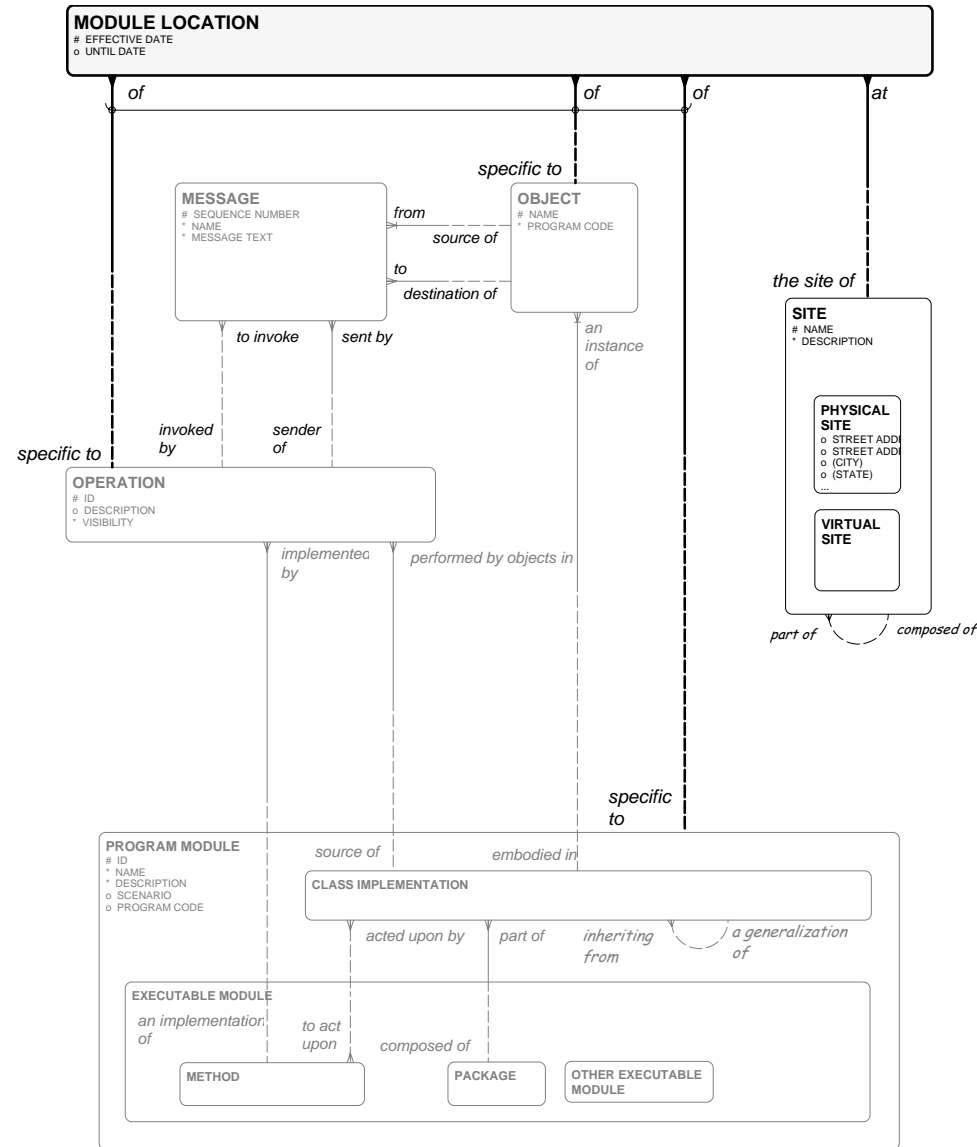 MODULE LOCATION
# EFFECTIVE DATE
o UNTIL DATE
of
of
of
at
specific to
MESSAGE
# SEQUENCE NUMBER
* NAME
* MESSAGE TEXT
from
source of
to
destination of
OBJECT
# NAME
* PROGRAM CODE
the site of
SITE
# NAME
* DESCRIPTION
PHYSICAL
SITE
o STREET ADD
o STREET ADD
o (CITY)
o (STATE)
...
VIRTUAL
SITE
part of
composed of
to invoke
sent by
an
instance
of
invoked
by
sender
of
specific to
OPERATION
# ID
o DESCRIPTION
* VISIBILITY
implemented
by
performed by objects in
specific
to
PROGRAM MODULE
# ID
* NAME
* DESCRIPTION
o SCENARIO
o PROGRAM CODE
source of
embodied in
CLASS IMPLEMENTATION
acted upon by
part of
inheriting
from
a generalization
of
EXECUTABLE MODULE
an implementation
of
to act
upon
composed of
METHOD
PACKAGE
OTHER EXECUTABLE
MODULE